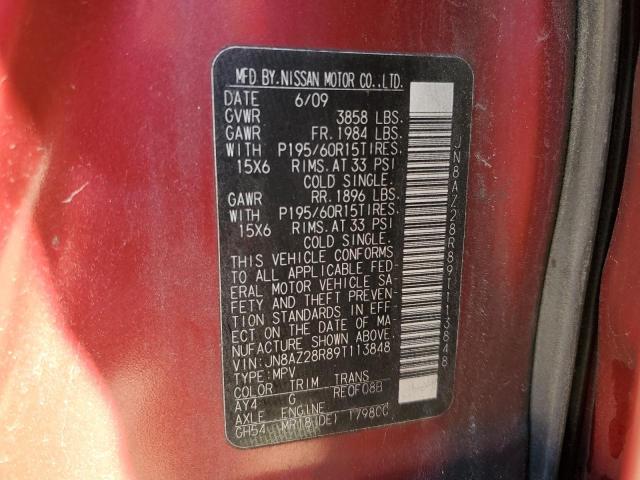 MFD BY.NISSAN MOTOR CO.,LTD.
DATE 6/09
GVWR 3858 LBS.
GAWR FR.1984 LBS.
WITH P195/60R15TIRES.
15X6 RIMS.AT 33 PSI
COLD SINGLE.
GAWR RR.1896 LBS.
WITH P195/60R15TIRES.
15X6 RIMS.AT 33 PSI
COLD SINGLE.
THIS VEHICLE CONFORMS
TO ALL APPLICABLE FED-
ERAL MOTOR VEHICLE SA
FETY AND THEFT PREVEN-
TION STANDARDS IN EFF
ECT ON THE DATE OF MA-
NUFACTURE SHOWN ABOVE.
VIN:JN8AZ28R89T113848
TYPE:MPV
COLOR TRIM TRANS
AY4 G RE0F08B
AXLE ENGINE
GH54 MR18(DE) 1798CC
JN8AZ28R89T113848